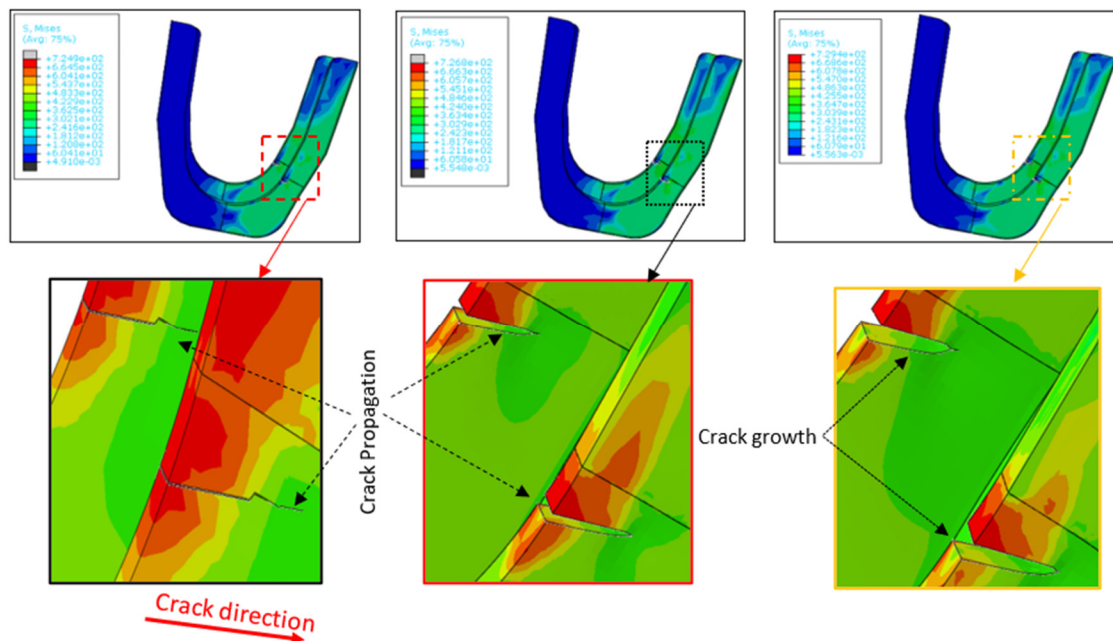 S, Mises
(Avg: 75%)
+7.249e+02
+6.645e+02
+6.041e+02
+5.437e+02
+4.833e+02
+4.229e+02
+3.625e+02
+3.021e+02
+2.416e+02
+1.812e+02
+1.208e+02
+6.041e+01
+4.910e-03
S, Mises
(Avg: 75%)
+7.268e+02
+6.663e+02
+6.057e+02
+5.451e+02
+4.846e+02
+4.240e+02
+3.634e+02
+3.029e+02
+2.423e+02
+1.817e+02
+1.211e+02
+6.058e+01
+5.548e-03
S, Mises
(Avg: 75%)
+7.294e+02
+6.686e+02
+6.078e+02
+5.470e+02
+4.863e+02
+4.255e+02
+3.647e+02
+3.039e+02
+2.431e+02
+1.823e+02
+1.216e+02
+6.079e+01
+5.563e-03
Crack Propagation
Crack growth
Crack direction